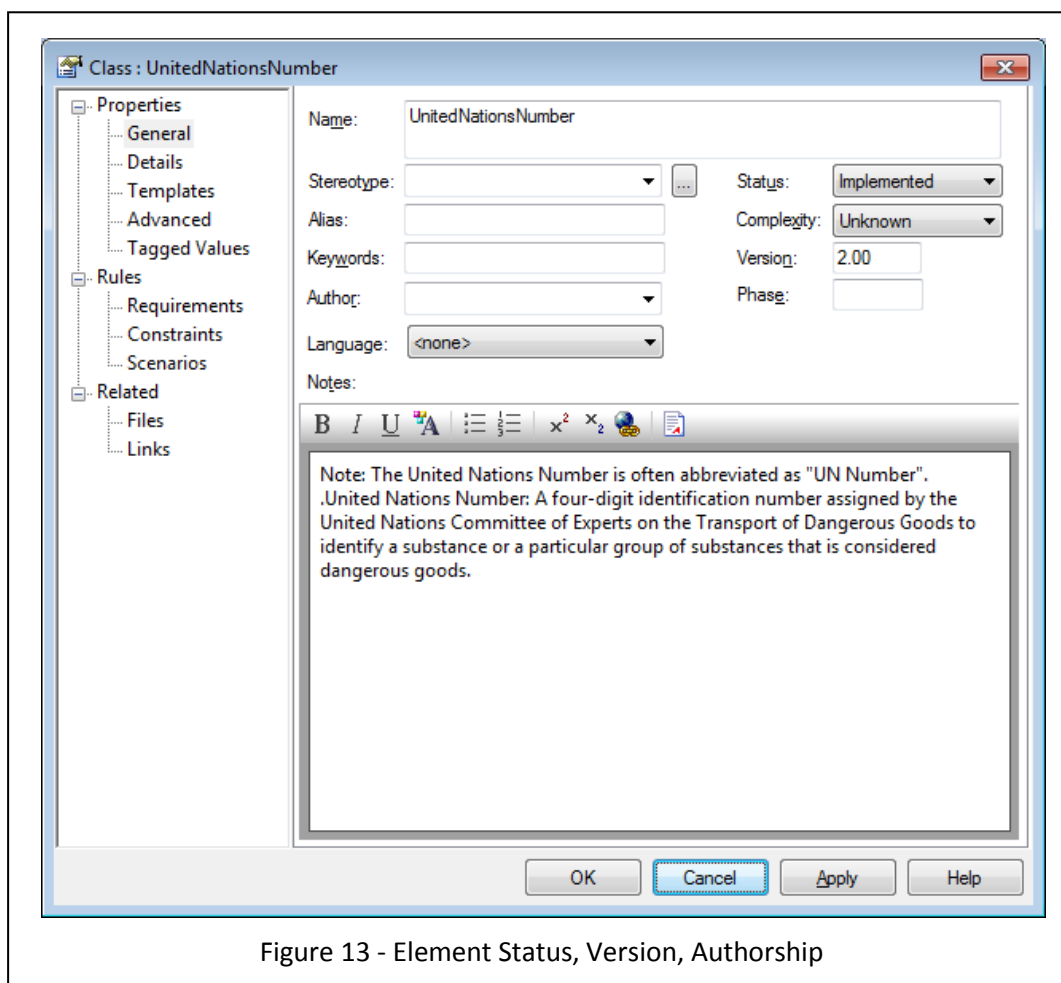 Class : UnitedNationsNumber
Properties
General
Details
Templates
Advanced
Tagged Values
Rules
Requirements
Constraints
Scenarios
Related
Files
Links
Name: UnitedNationsNumber
Stereotype: ... Status: Implemented
Alias: Complexity: Unknown
Keywords: Version: 2.00
Author: Phase:
Language: <none>
Notes:
B I U A x² x₂
Note: The United Nations Number is often abbreviated as "UN Number".
.United Nations Number: A four-digit identification number assigned by the
United Nations Committee of Experts on the Transport of Dangerous Goods to
identify a substance or a particular group of substances that is considered
dangerous goods.
OK Cancel Apply Help
Figure 13 - Element Status, Version, Authorship